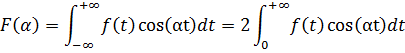 F(α) = ∫_{−∞}^{+∞} f(t) cos(αt)dt = 2 ∫_{0}^{+∞} f(t) cos(αt)dt